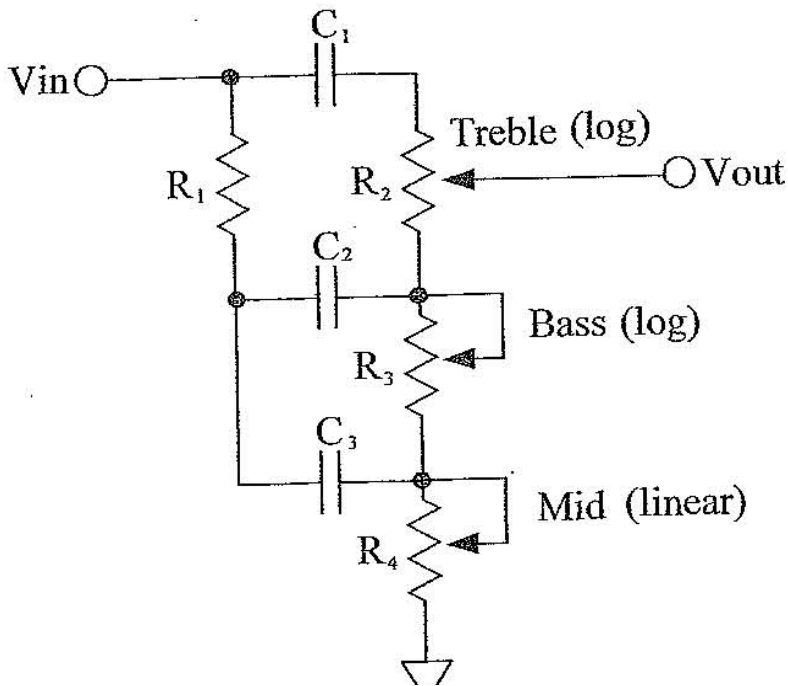 C₁
Vin
Treble (log)
R₁
R₂
Vout
C₂
Bass (log)
R₃
C₃
Mid (linear)
R₄